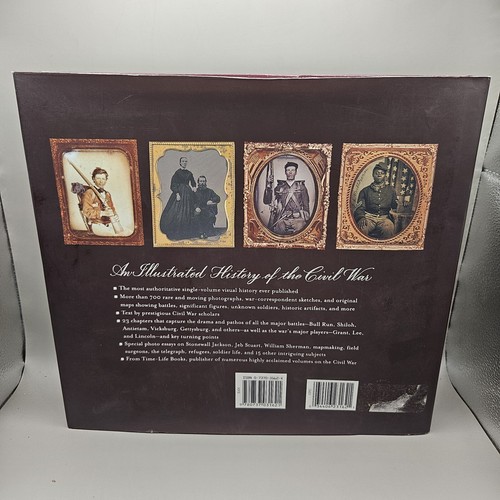 An Illustrated History of the Civil War
■ The most authoritative single-volume visual history ever published
■ More than 700 rare and moving photographs, war-correspondent sketches, and original
maps showing battles, significant figures, unknown soldiers, historic artifacts, and more
■ Text by prestigious Civil War scholars
■ 23 chapters that capture the drama and pathos of all the major battles—Bull Run, Shiloh,
Antietam, Vicksburg, Gettysburg, and others—as well as the war's major players—Grant, Lee,
and Lincoln—and key turning points
■ Special photo essays on Stonewall Jackson, Jeb Stuart, William Sherman, mapmaking, field
surgeons, the telegraph, refugees, soldier life, and 15 other intriguing subjects
■ From Time-Life Books, publisher of numerous highly acclaimed volumes on the Civil War
ISBN